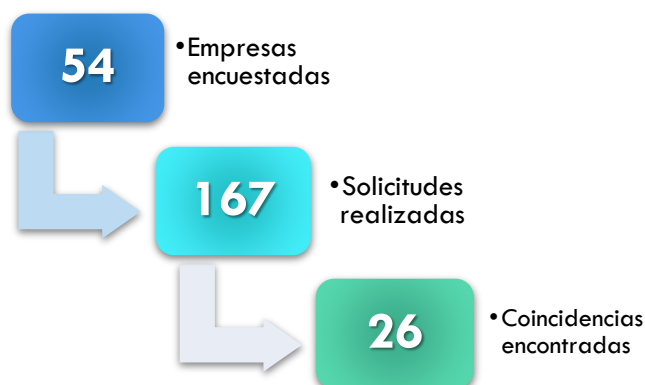 54
•Empresas
encuestadas
167
•Solicitudes
realizadas
26
•Coincidencias
encontradas